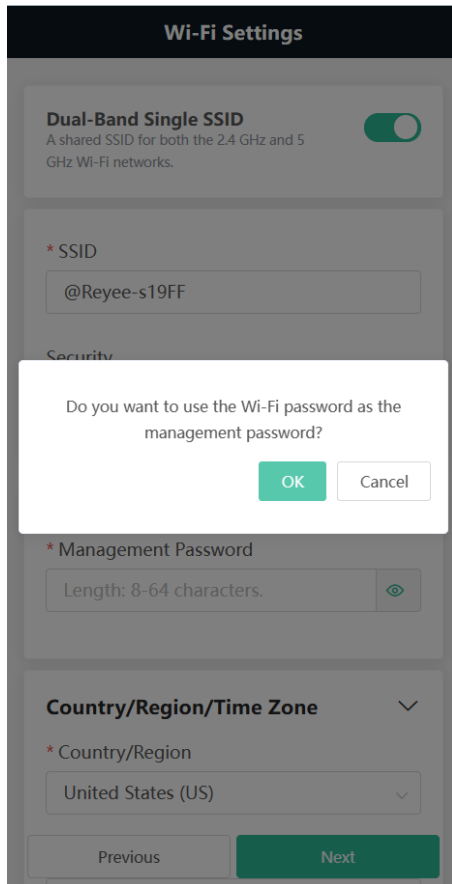 Wi-Fi Settings
Dual-Band Single SSID
A shared SSID for both the 2.4 GHz and 5
GHz Wi-Fi networks.
* SSID
@Reyee-s19FF
Security
Do you want to use the Wi-Fi password as the
management password?
OK
Cancel
* Management Password
Length: 8-64 characters.
Country/Region/Time Zone
* Country/Region
United States (US)
Previous
Next